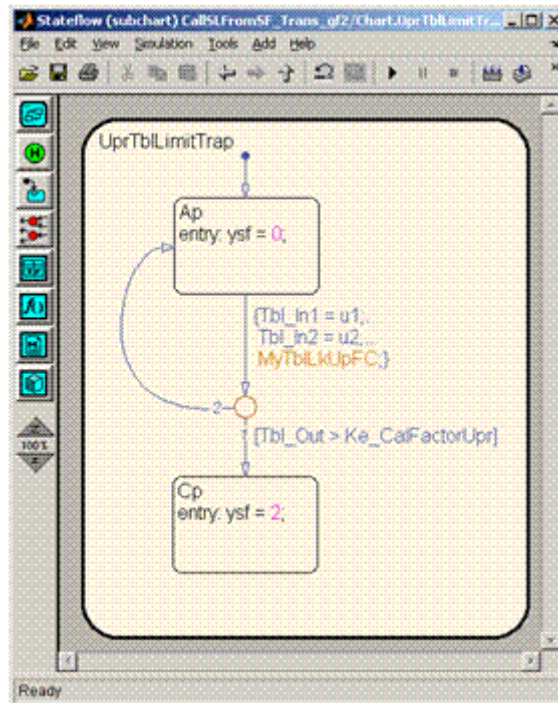 Stateflow (subchart) CallSLFromSF_Trans_gf2/Chart.UprTblLimitTr...
File Edit View Simulation Tools Add Help
UprTblLimitTrap
Ap
entry: ysf = 0;
{Tbl_In1 = u1,..
Tbl_In2 = u2,...
MyTblLkUpFC;}
2
1
[Tbl_Out > Ke_CalFactorUpr]
Cp
entry: ysf = 2;
100%
Ready